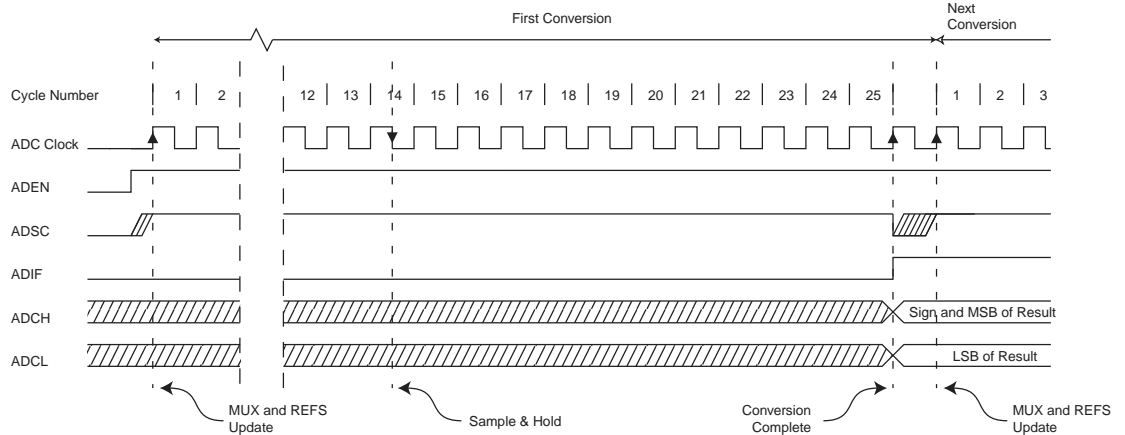 First Conversion
Next
Conversion
Cycle Number 1 2 12 13 14 15 16 17 18 19 20 21 22 23 24 25 1 2 3
ADC Clock
ADEN
ADSC
ADIF
ADCH
Sign and MSB of Result
ADCL
LSB of Result
MUX and REFS
Update
Sample & Hold
Conversion
Complete
MUX and REFS
Update